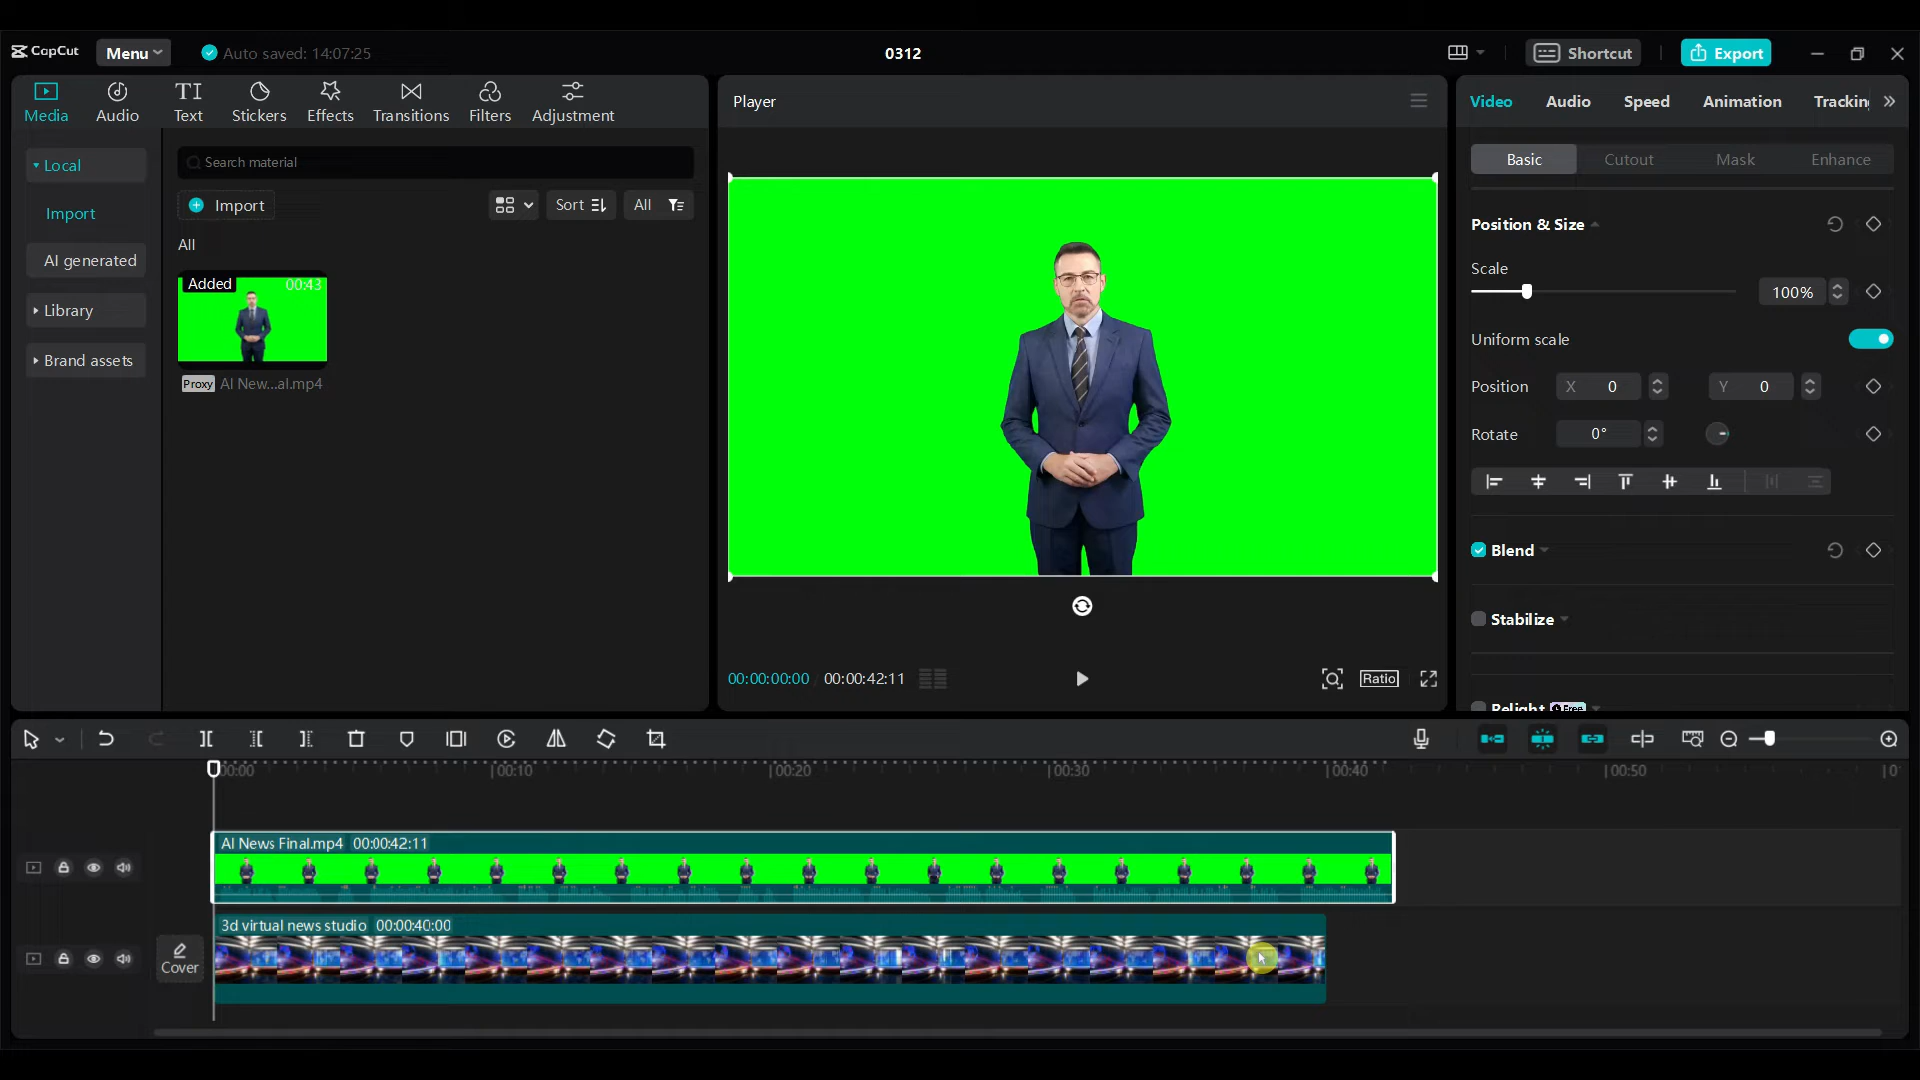 CapCut
Menu
Auto saved: 14:07:25
0312
Shortcut
Export
Media
Audio
Text
Stickers
Effects
Transitions
Filters
Adjustment
Local
Import
AI generated
Library
Brand assets
Search material
Import
Sort
All
All
Added
00:43
Proxy
AI New...al.mp4
Player
00:00:00:00
00:00:42:11
Ratio
Video
Audio
Speed
Animation
Tracking
Basic
Cutout
Mask
Enhance
Position & Size
Scale
100%
Uniform scale
Position
X 0
Y 0
Rotate
0°
Blend
Stabilize
Relight
Free
00:00
00:10
00:20
00:30
00:40
00:50
AI News Final.mp4 00:00:42:11
Cover
3d virtual news studio 00:00:40:00